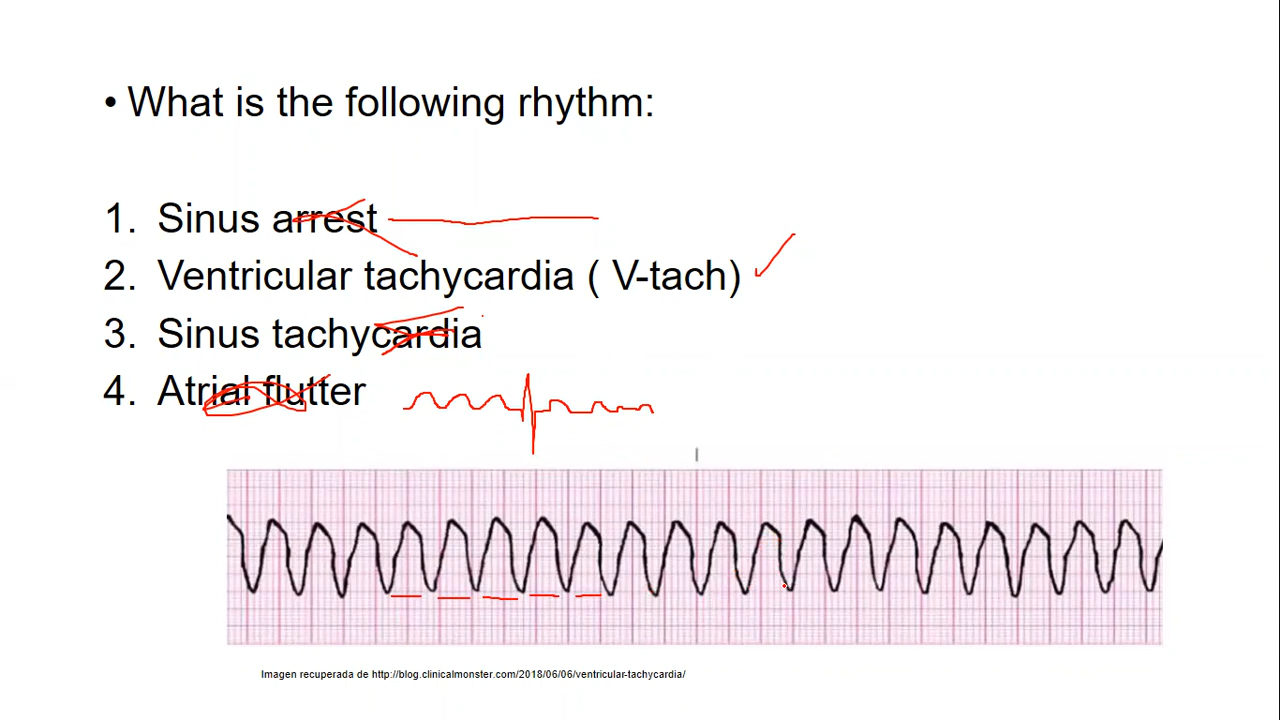 • What is the following rhythm:
1. Sinus arrest
2. Ventricular tachycardia ( V-tach)
3. Sinus tachycardia
4. Atrial flutter
Imagen recuperada de http://blog.clinicalmonster.com/2018/06/06/ventricular-tachycardia/